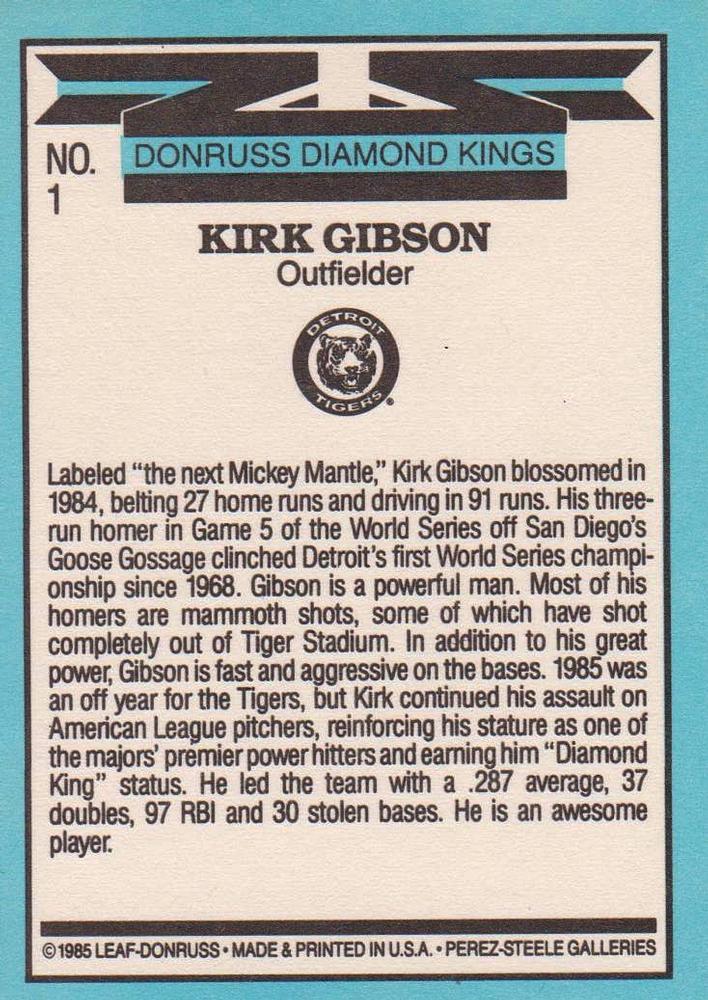 NO.
1
DONRUSS DIAMOND KINGS
KIRK GIBSON
Outfielder
DETROIT
TIGERS®
Labeled “the next Mickey Mantle,” Kirk Gibson blossomed in
1984, belting 27 home runs and driving in 91 runs. His three-
run homer in Game 5 of the World Series off San Diego’s
Goose Gossage clinched Detroit’s first World Series champi-
onship since 1968. Gibson is a powerful man. Most of his
homers are mammoth shots, some of which have shot
completely out of Tiger Stadium. In addition to his great
power, Gibson is fast and aggressive on the bases. 1985 was
an off year for the Tigers, but Kirk continued his assault on
American League pitchers, reinforcing his stature as one of
the majors’ premier power hitters and earning him “Diamond
King” status. He led the team with a .287 average, 37
doubles, 97 RBI and 30 stolen bases. He is an awesome
player.
©1985 LEAF-DONRUSS • MADE & PRINTED IN U.S.A. • PEREZ-STEELE GALLERIES